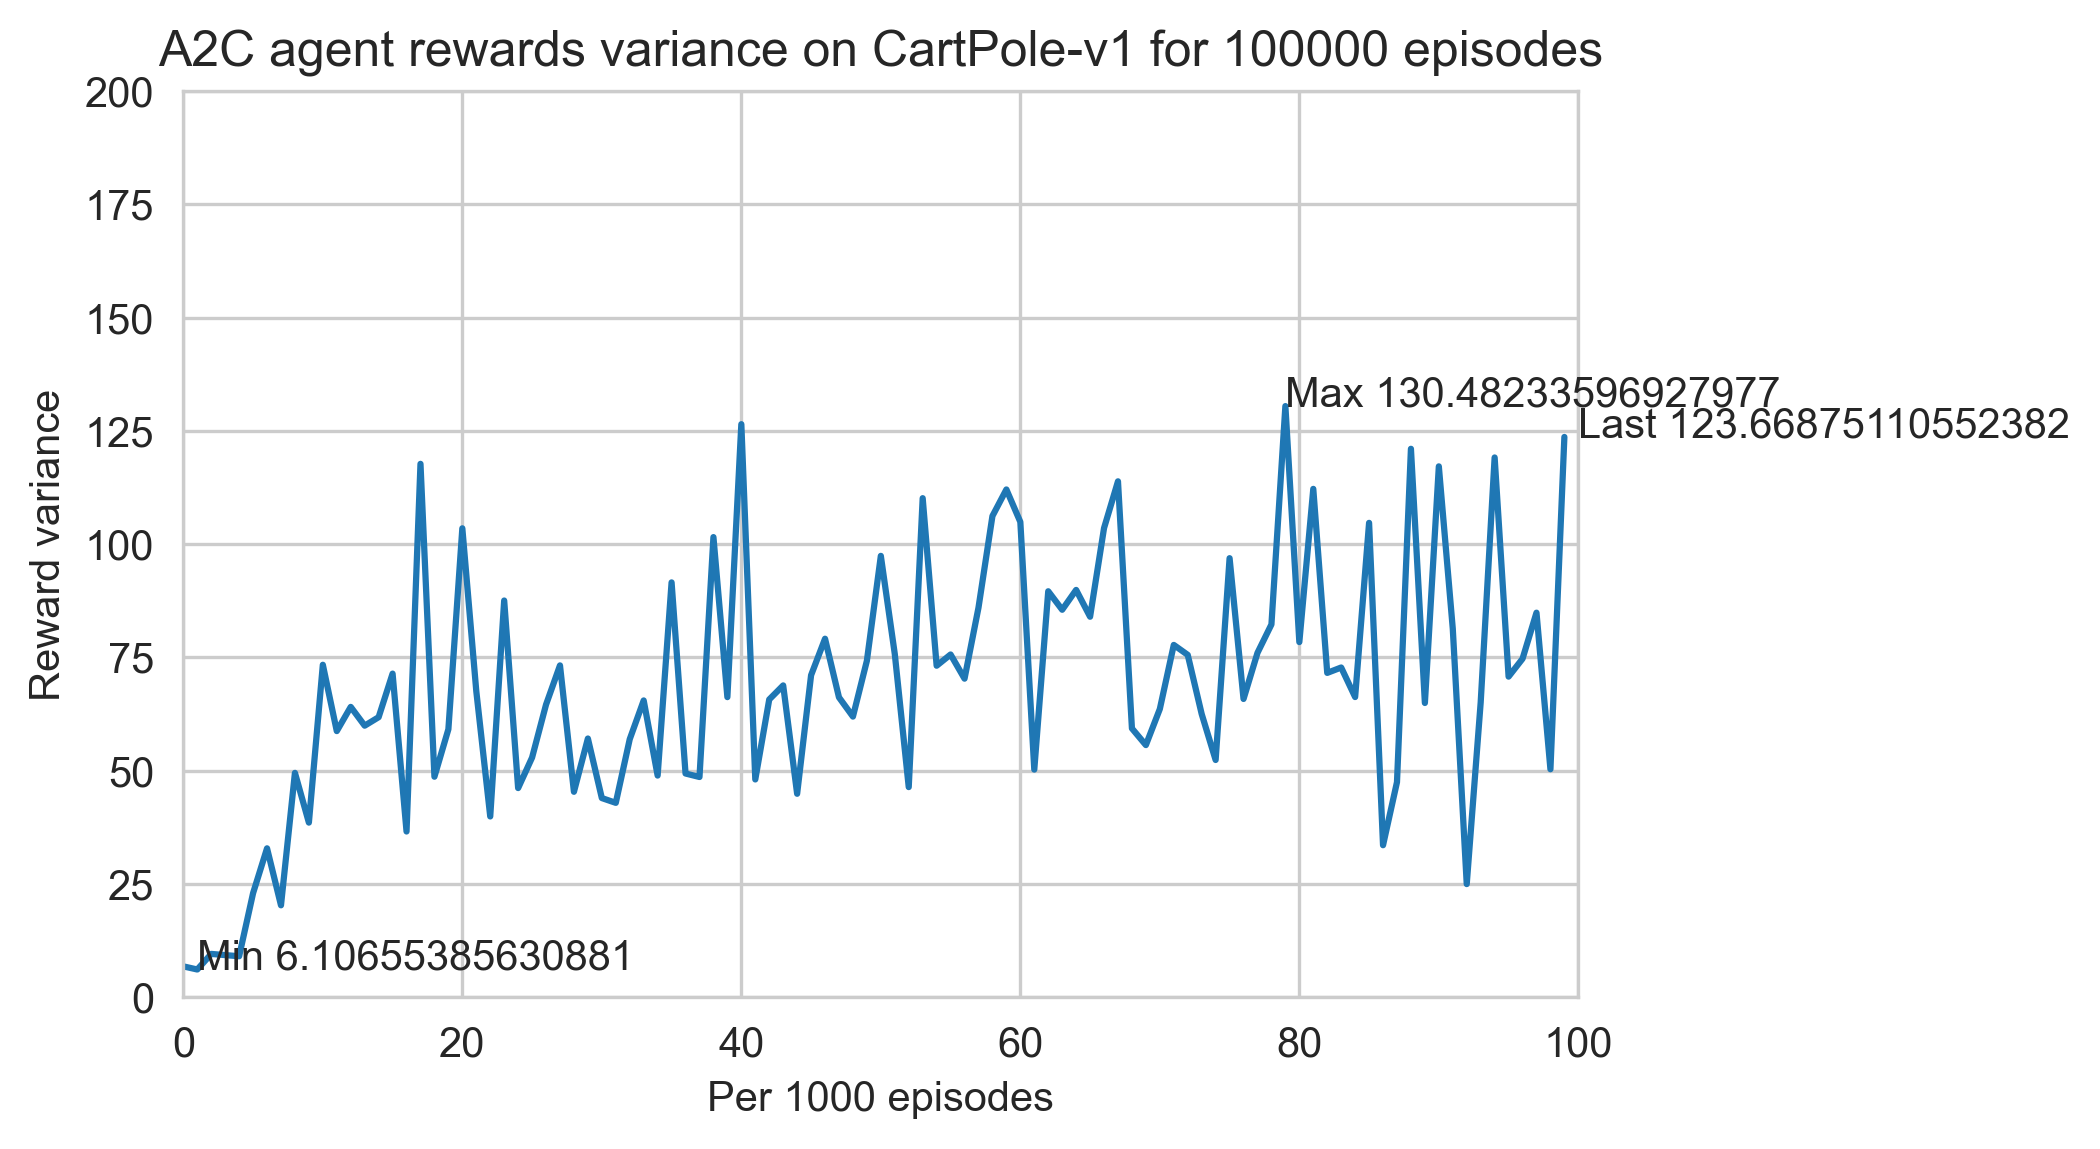 A2C agent rewards variance on CartPole-v1 for 100000 episodes
200
175
150
125
100
75
50
25
0
Reward variance
Max 130.48233596927977
Last 123.66875110552382
Min 6.10655385630881
0 20 40 60 80 100
Per 1000 episodes